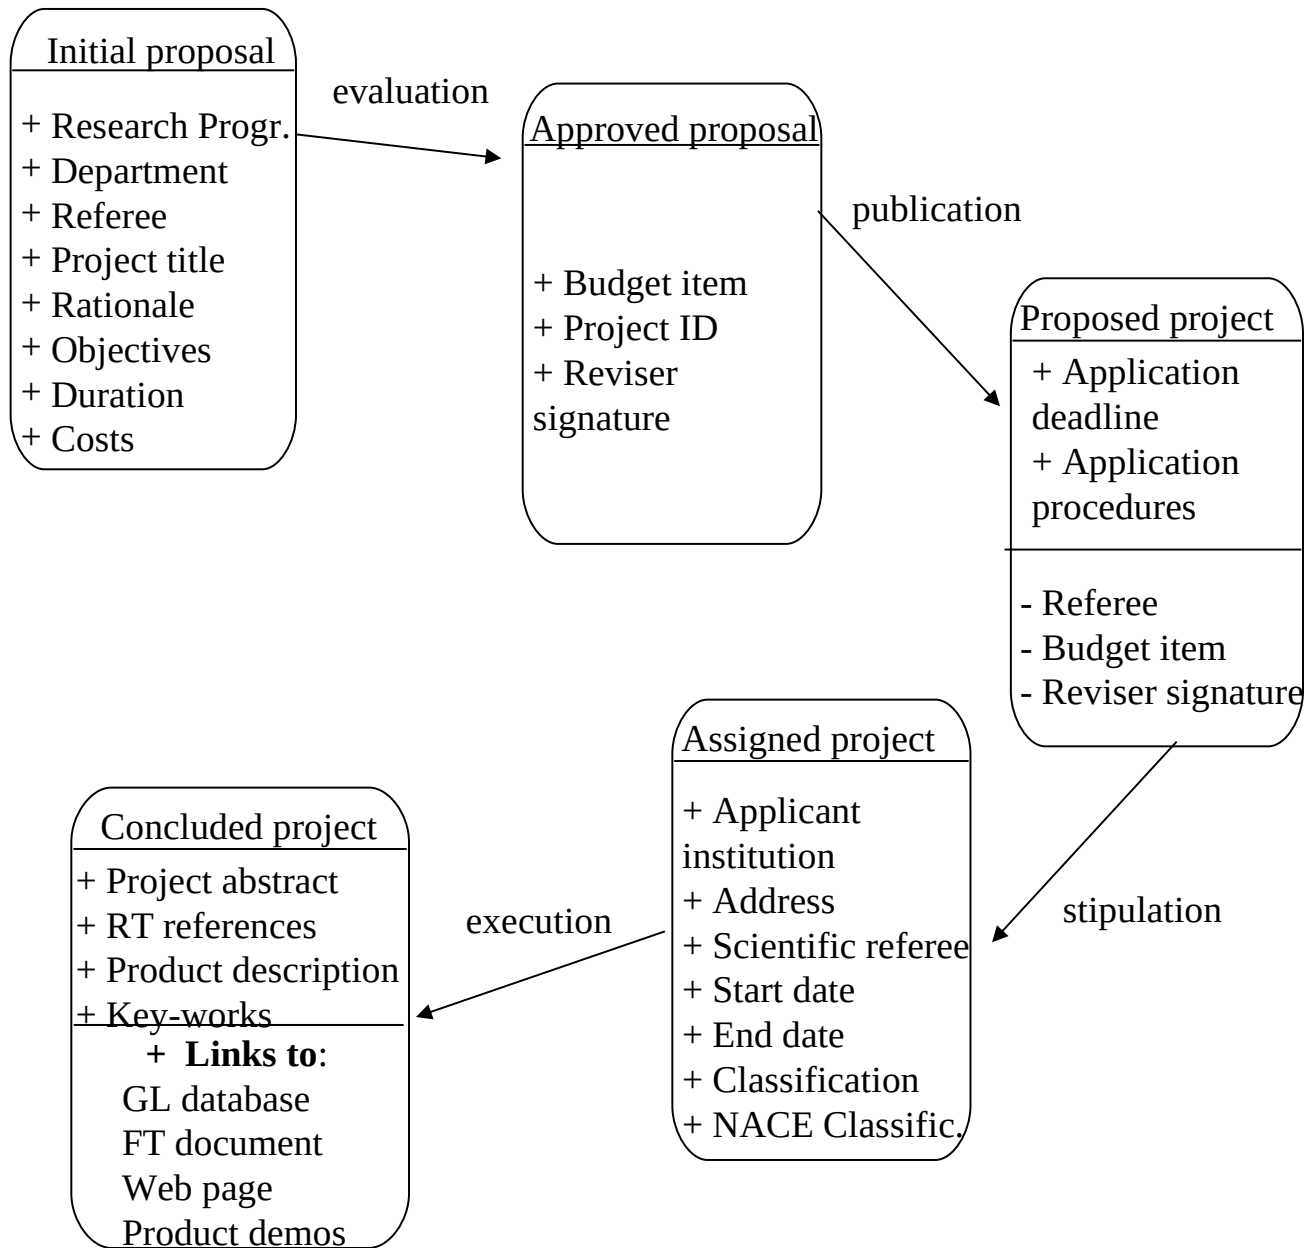 Initial proposal
+ Research Progr.
+ Department
+ Referee
+ Project title
+ Rationale
+ Objectives
+ Duration
+ Costs
evaluation
Approved proposal
+ Budget item
+ Project ID
+ Reviser
signature
publication
Proposed project
+ Application
deadline
+ Application
procedures
- Referee
- Budget item
- Reviser signature
stipulation
Assigned project
+ Applicant
institution
+ Address
+ Scientific referee
+ Start date
+ End date
+ Classification
+ NACE Classific.
execution
Concluded project
+ Project abstract
+ RT references
+ Product description
+ Key-works
+ Links to:
GL database
FT document
Web page
Product demos